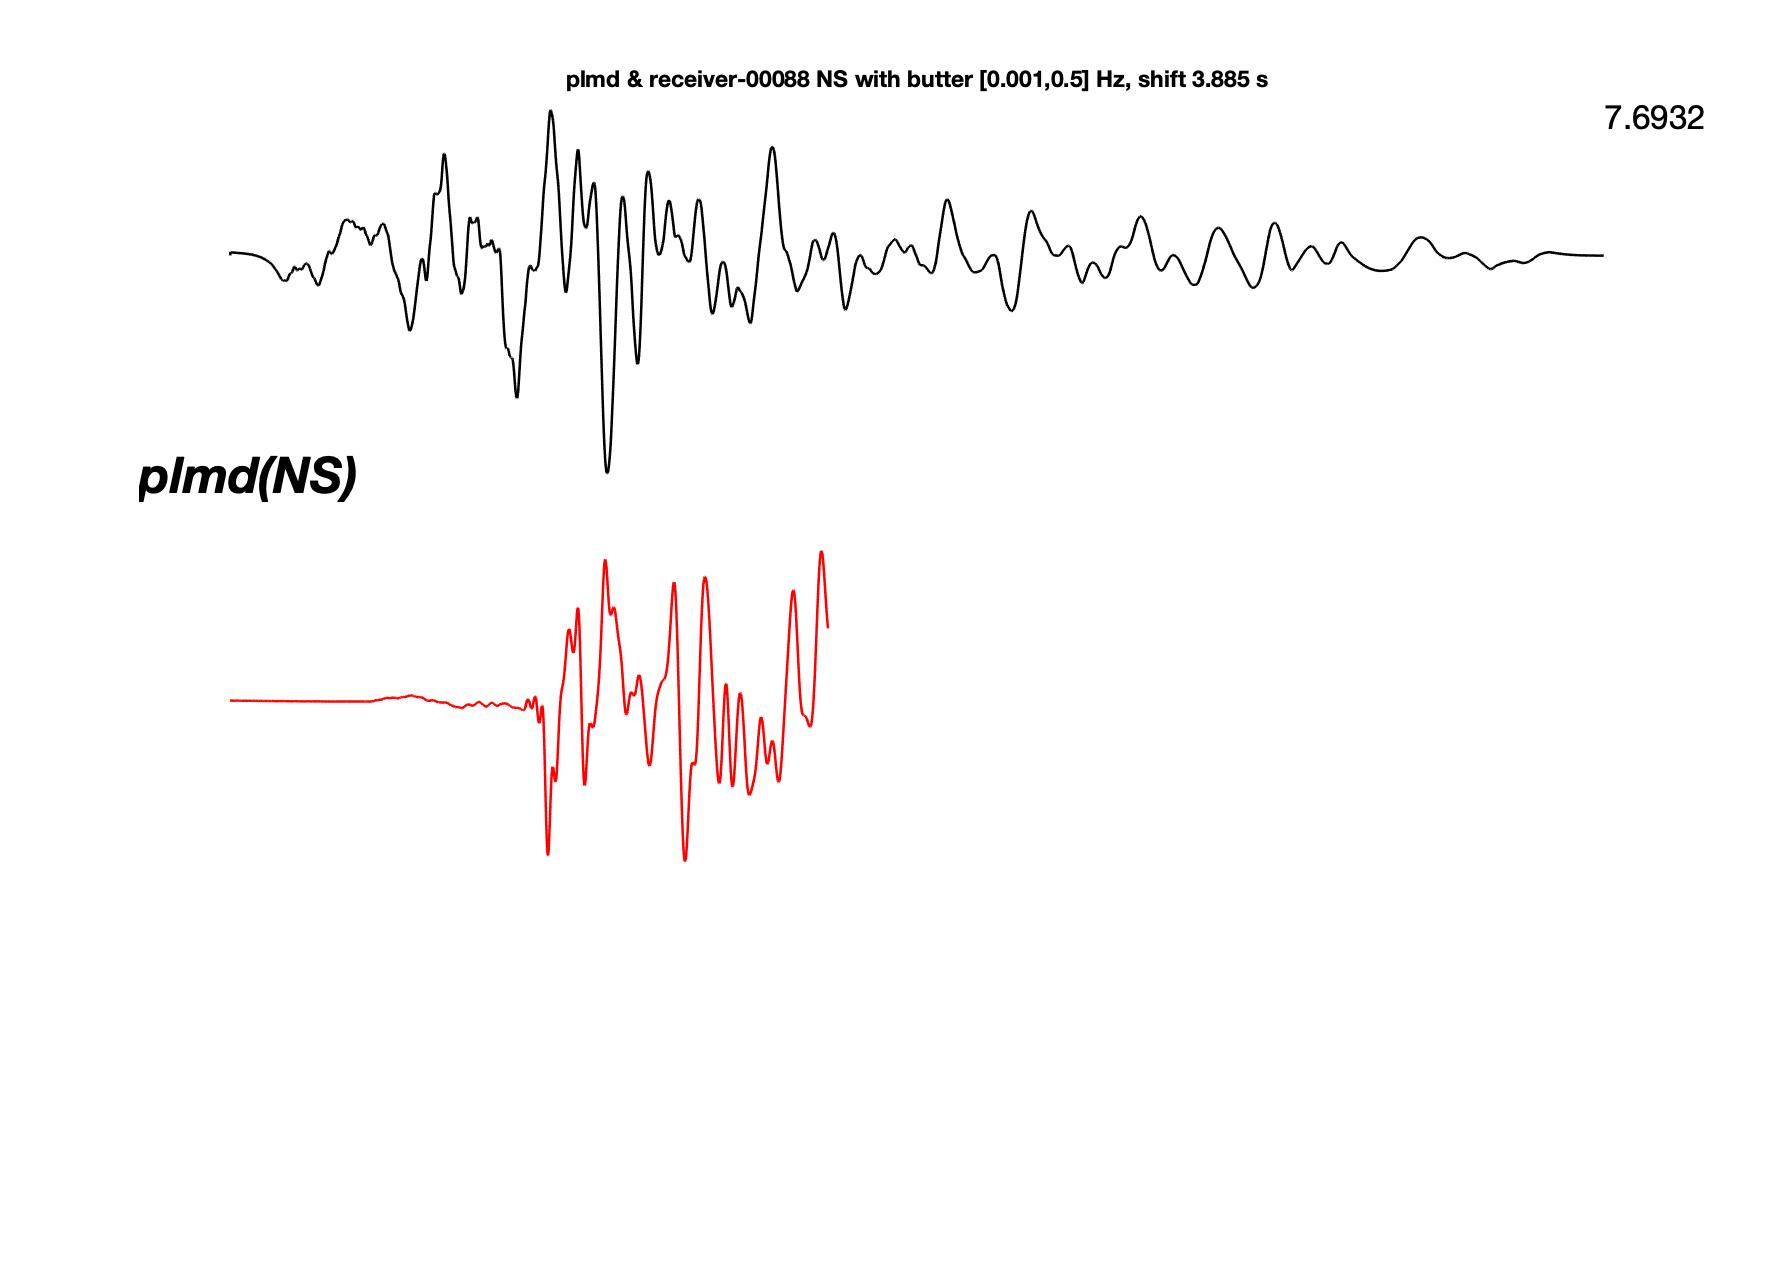 plmd & receiver-00088 NS with butter [0.001,0.5] Hz, shift 3.885 s
7.6932
plmd(NS)